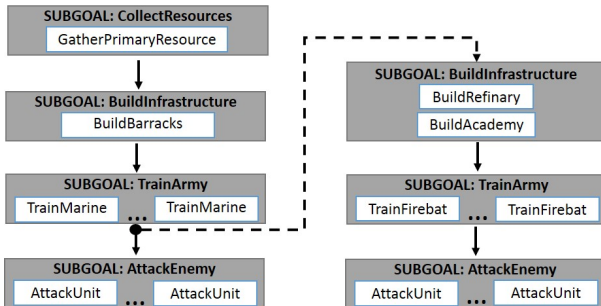 SUBGOAL: CollectResources
GatherPrimaryResource
SUBGOAL: BuildInfrastructure
BuildBarracks
SUBGOAL: TrainArmy
TrainMarine ... TrainMarine
SUBGOAL: AttackEnemy
AttackUnit ... AttackUnit
SUBGOAL: BuildInfrastructure
BuildRefinary
BuildAcademy
SUBGOAL: TrainArmy
TrainFirebat ... TrainFirebat
SUBGOAL: AttackEnemy
AttackUnit ... AttackUnit